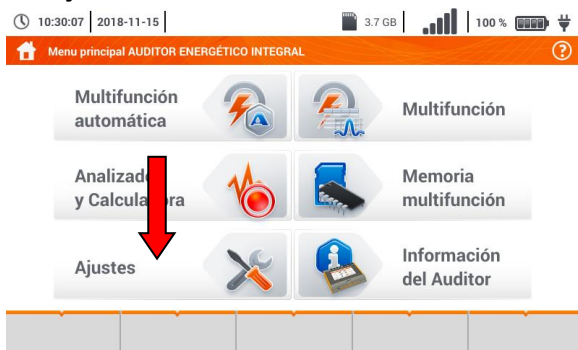 10:30:07 2018-11-15 3.7 GB 100 %
Menu principal AUDITOR ENERGÉTICO INTEGRAL ?
Multifunción
automática
Multifunción
y
Memoria
multifunción
Ajustes
Información
del Auditor